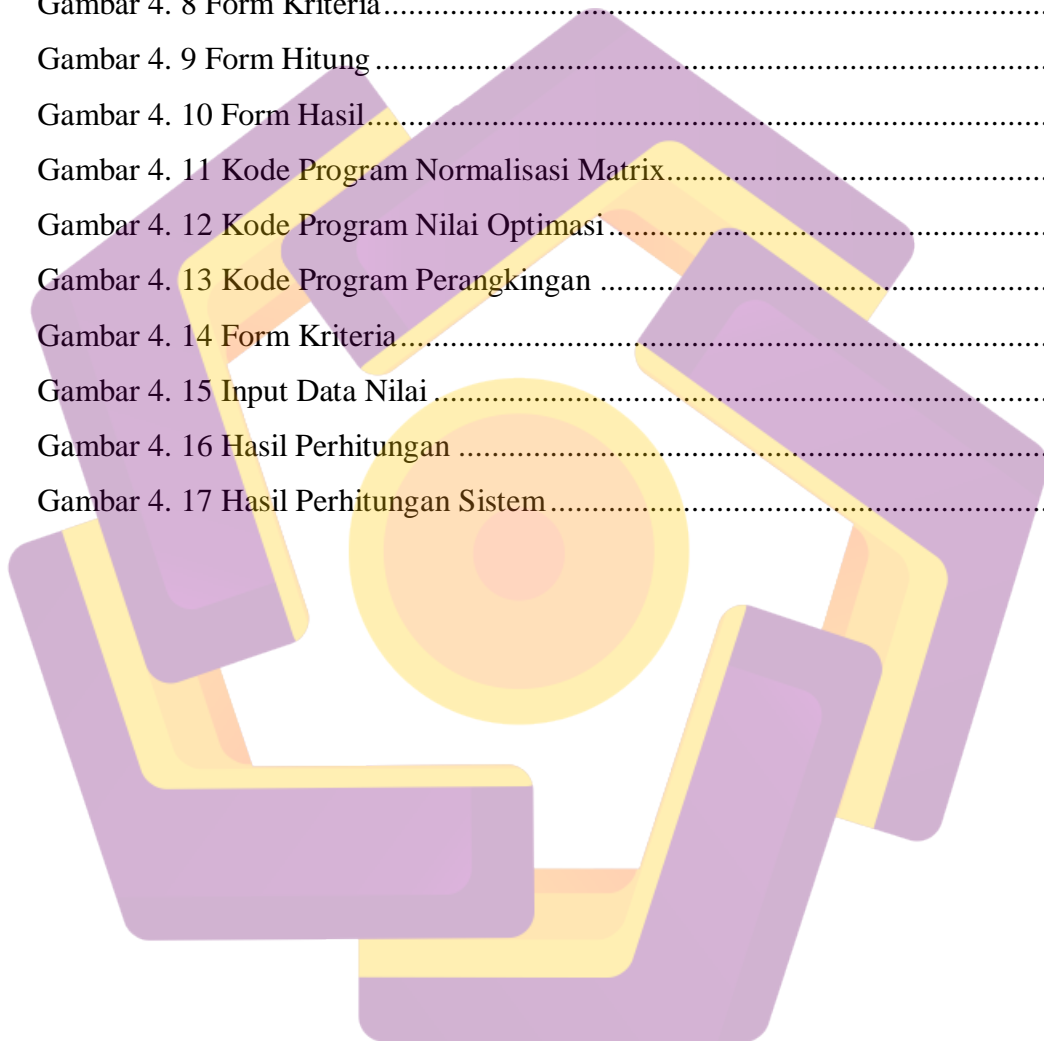 Gambar 4. 8 Form Kriteria................................................................................
Gambar 4. 9 Form Hitung................................................................................
Gambar 4. 10 Form Hasil................................................................................
Gambar 4. 11 Kode Program Normalisasi Matrix...............................................
Gambar 4. 12 Kode Program Nilai Optimasi......................................................
Gambar 4. 13 Kode Program Perangkingan ......................................................
Gambar 4. 14 Form Kriteria................................................................................
Gambar 4. 15 Input Data Nilai............................................................................
Gambar 4. 16 Hasil Perhitungan .........................................................................
Gambar 4. 17 Hasil Perhitungan Sistem..............................................................